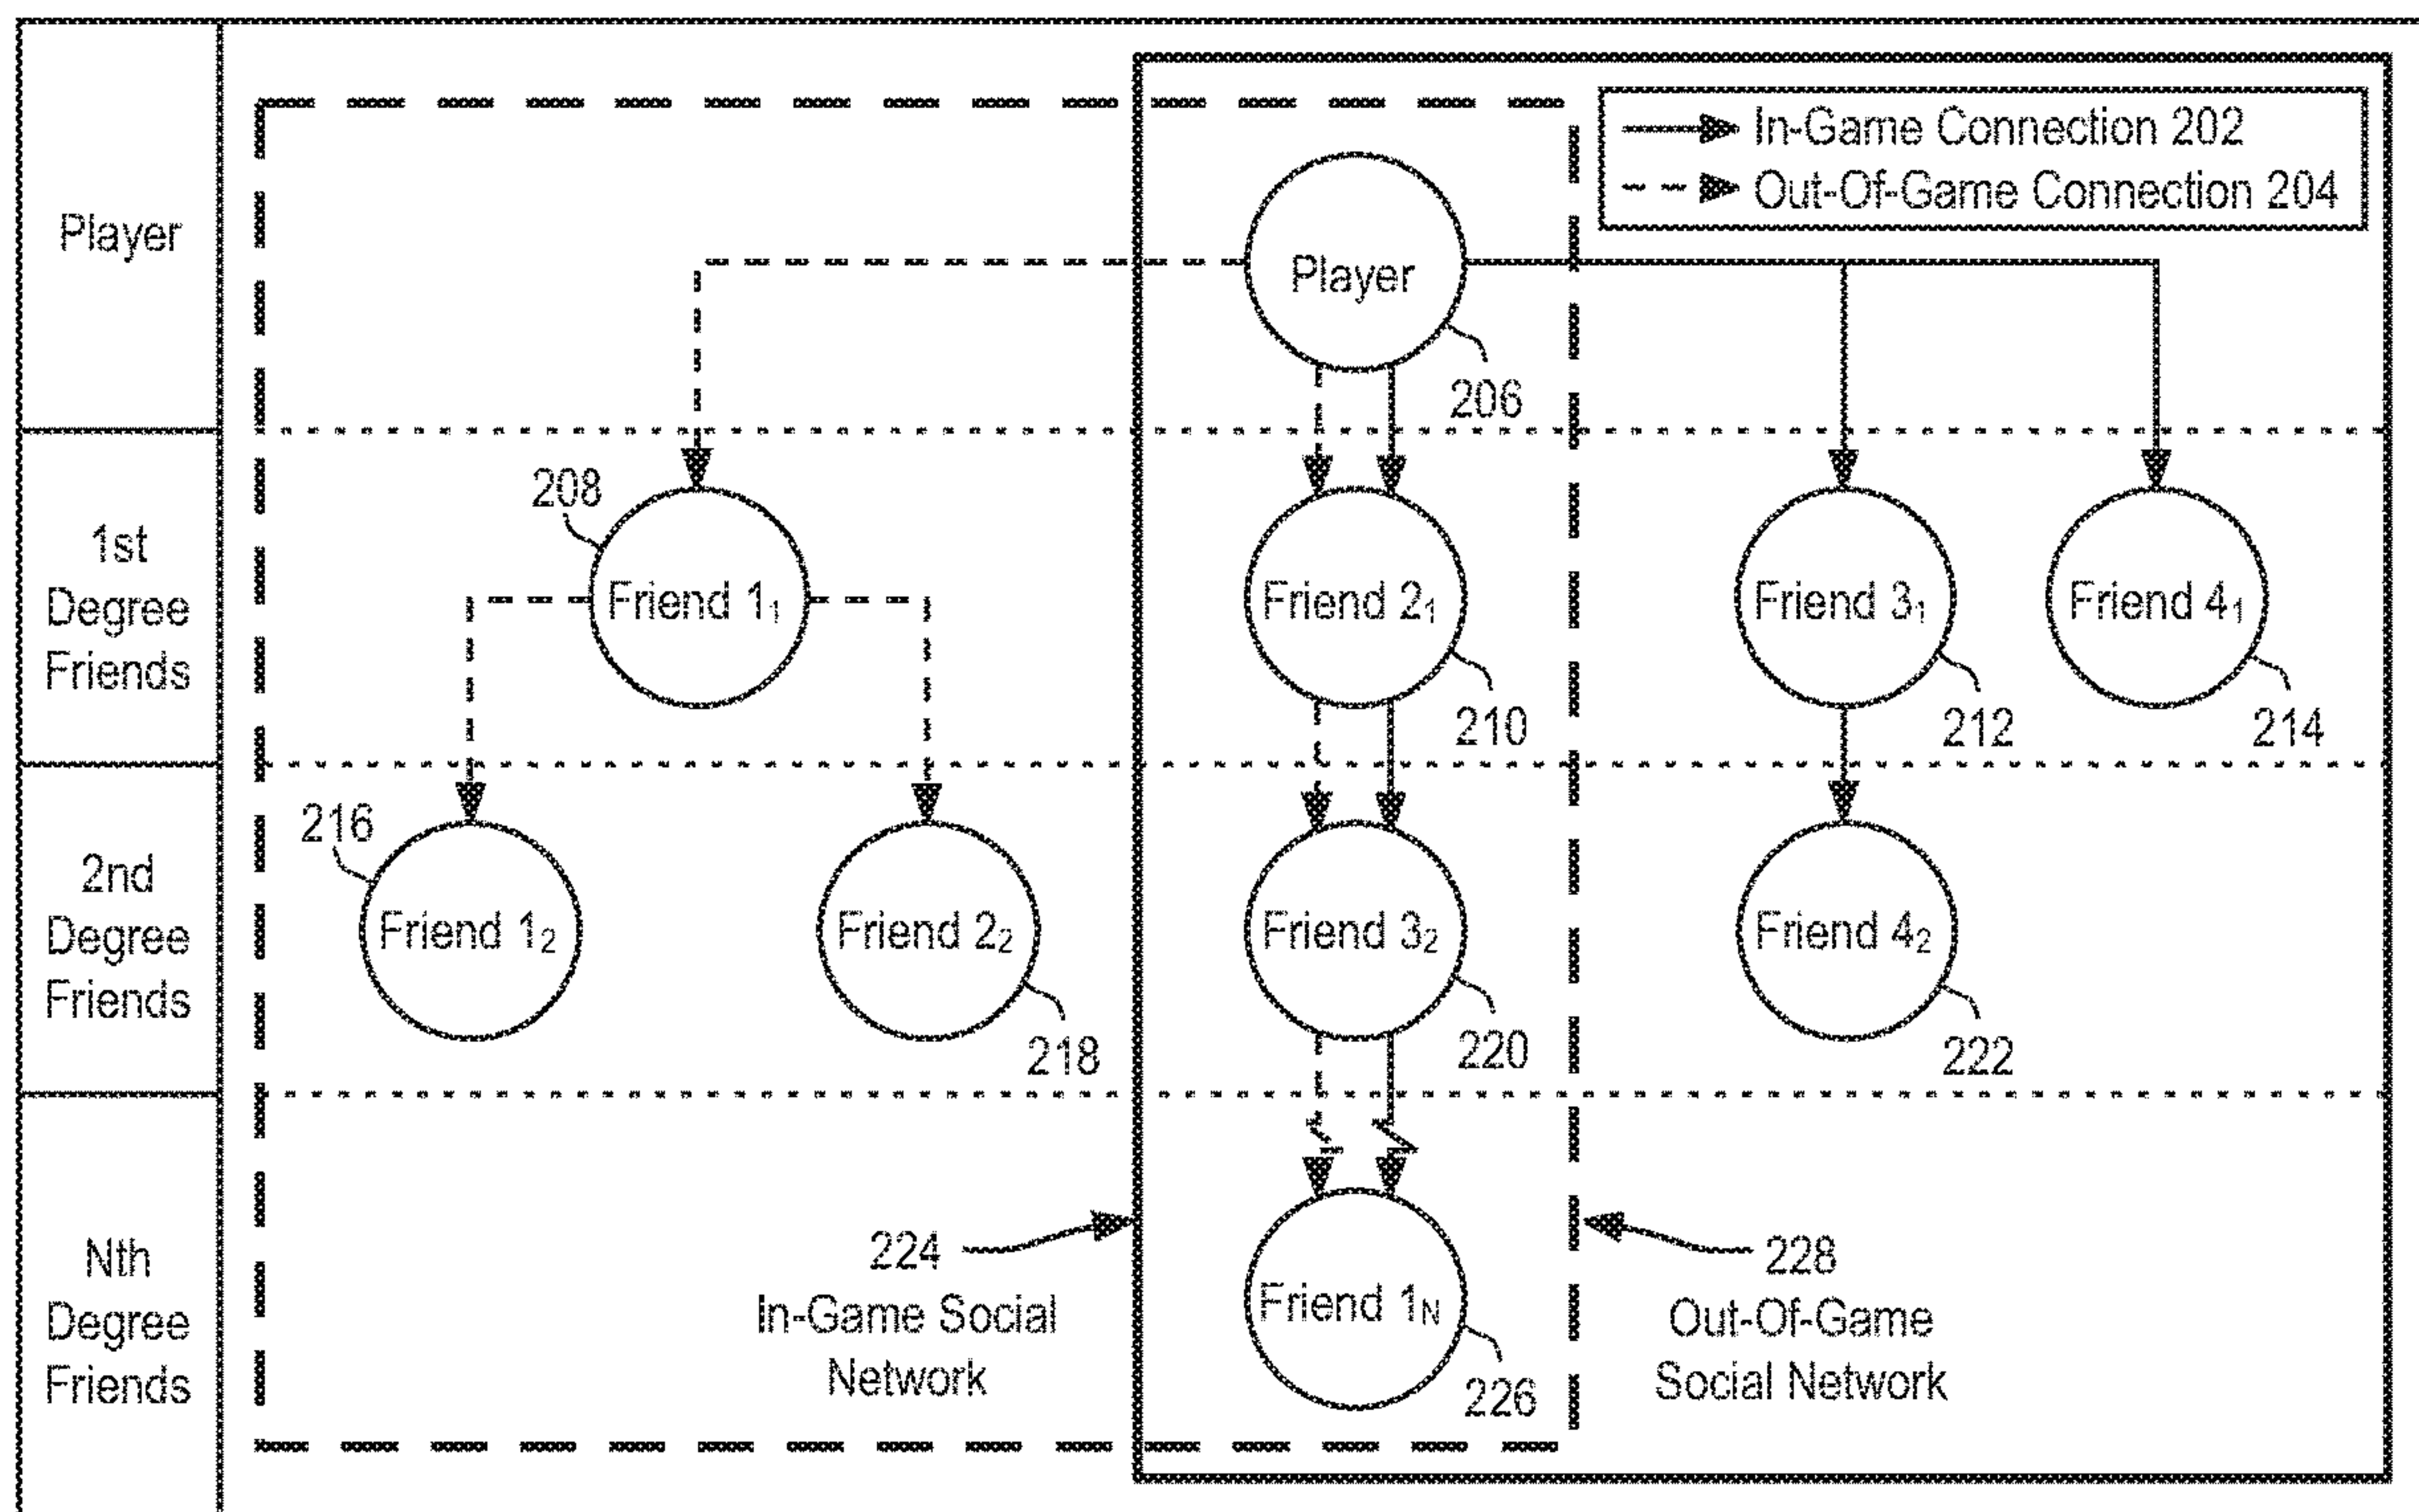 Player
In-Game Connection 202
Out-Of-Game Connection 204
Player
206
1st
Degree
Friends
208
Friend 1₁
Friend 2₁
Friend 3₁
Friend 4₁
210
212
214
2nd
Degree
Friends
216
Friend 1₂
Friend 2₂
Friend 3₂
Friend 4₂
218
220
222
Nth
Degree
Friends
224
In-Game Social
Network
Friend 1N
226
228
Out-Of-Game
Social Network